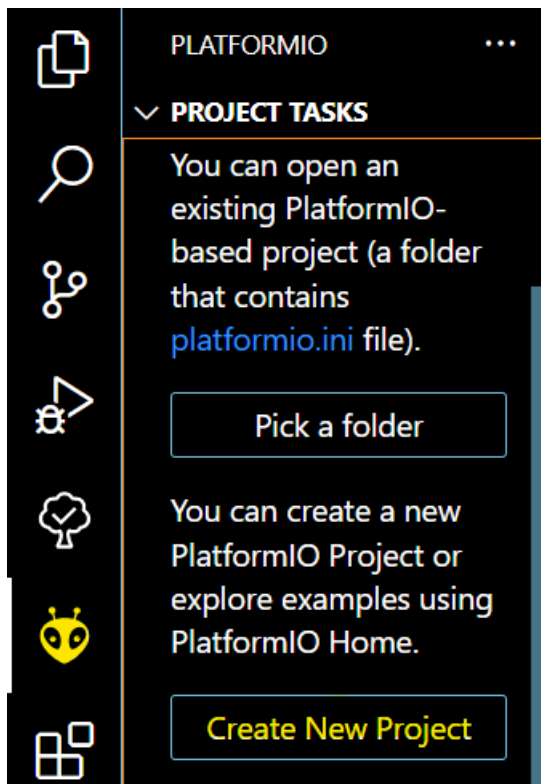 PLATFORMIO
PROJECT TASKS
You can open an
existing PlatformIO-
based project (a folder
that contains
platformio.ini file).
Pick a folder
You can create a new
PlatformIO Project or
explore examples using
PlatformIO Home.
Create New Project